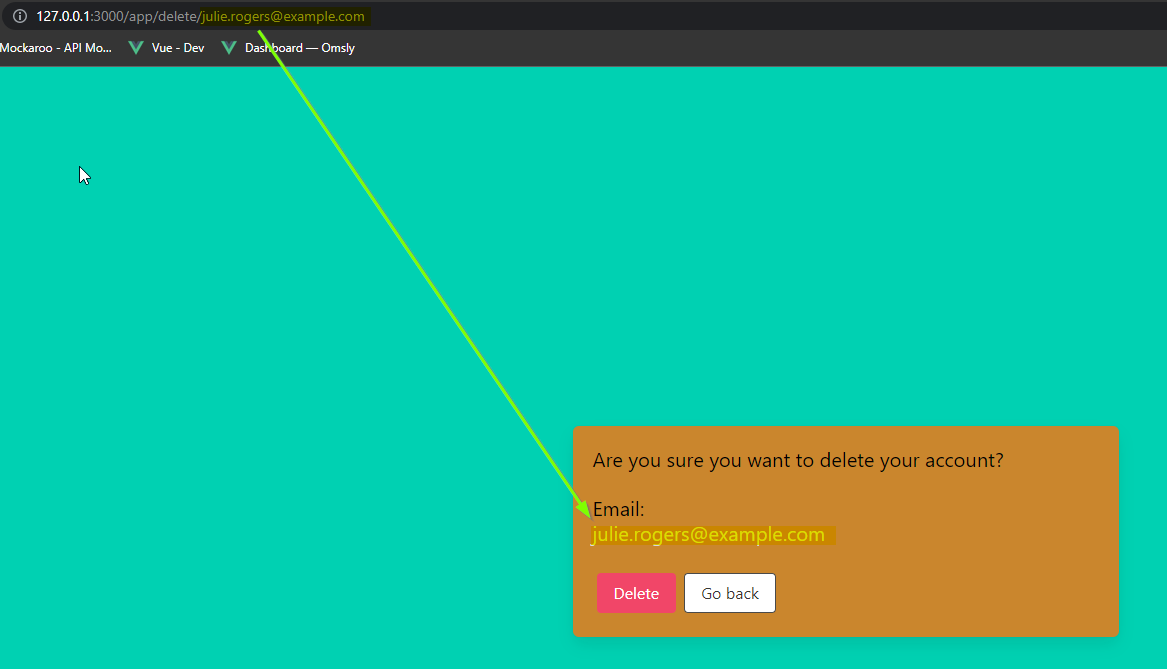 127.0.0.1:3000/app/delete/julie.rogers@example.com
Mockaroo - API Mo... Vue - Dev Dashboard — Omsly
Are you sure you want to delete your account?
Email:
julie.rogers@example.com
Delete Go back